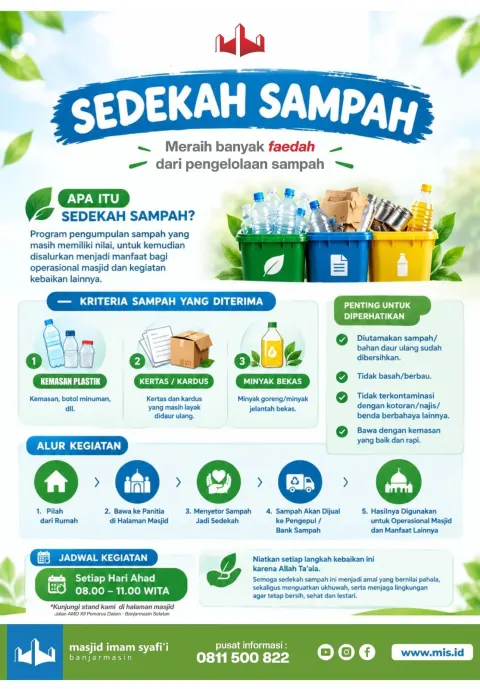 SEDEKAH SAMPAH
Meraih banyak faedah
dari pengelolaan sampah
APA ITU
SEDEKAH SAMPAH?
Program pengumpulan sampah yang
masih memiliki nilai, untuk kemudian
disalurkan menjadi manfaat bagi
operasional masjid dan kegiatan
kebaikan lainnya.
KRITERIA SAMPAH YANG DITERIMA
1
KEMASAN PLASTIK
Kemasan, botol minuman,
dll.
2
KERTAS / KARDUS
Kertas dan kardus
yang masih layak
didaur ulang.
3
MINYAK BEKAS
Minyak goreng/minyak
jelantah bekas.
PENTING UNTUK
DIPERHATIKAN
Diutamakan sampah/
bahan daur ulang sudah
dibersihkan.
Tidak basah/berbau.
Tidak terkontaminasi
dengan kotoran/najis/
benda berbahaya lainnya.
Bawa dengan kemasan
yang baik dan rapi.
ALUR KEGIATAN
1. Pilah
dari Rumah
2. Bawa ke Panitia
di Halaman Masjid
3. Menyetor Sampah
Jadi Sedekah
4. Sampah Akan Dijual
ke Pengepul /
Bank Sampah
5. Hasilnya Digunakan
untuk Operasional Masjid
dan Manfaat Lainnya
JADWAL KEGIATAN
Setiap Hari Ahad
08.00 – 11.00 WITA
*Kunjungi stand kami di halaman masjid
Jalan AMD XII Pemurus Dalam - Banjarmasin Selatan
Niatkan setiap langkah kebaikan ini
karena Allah Ta'ala.
Semoga sedekah sampah ini menjadi amal yang bernilai pahala,
sekaligus menguatkan ukhuwah, serta menjaga lingkungan
agar tetap bersih, sehat dan lestari.
masjid imam syafi'i
banjarmasin
pusat informasi :
0811 500 822
www.mis.id